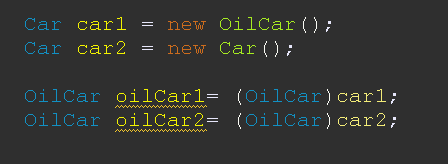 Car car1 = new OilCar();
Car car2 = new Car();
OilCar oilCar1= (OilCar)car1;
OilCar oilCar2= (OilCar)car2;